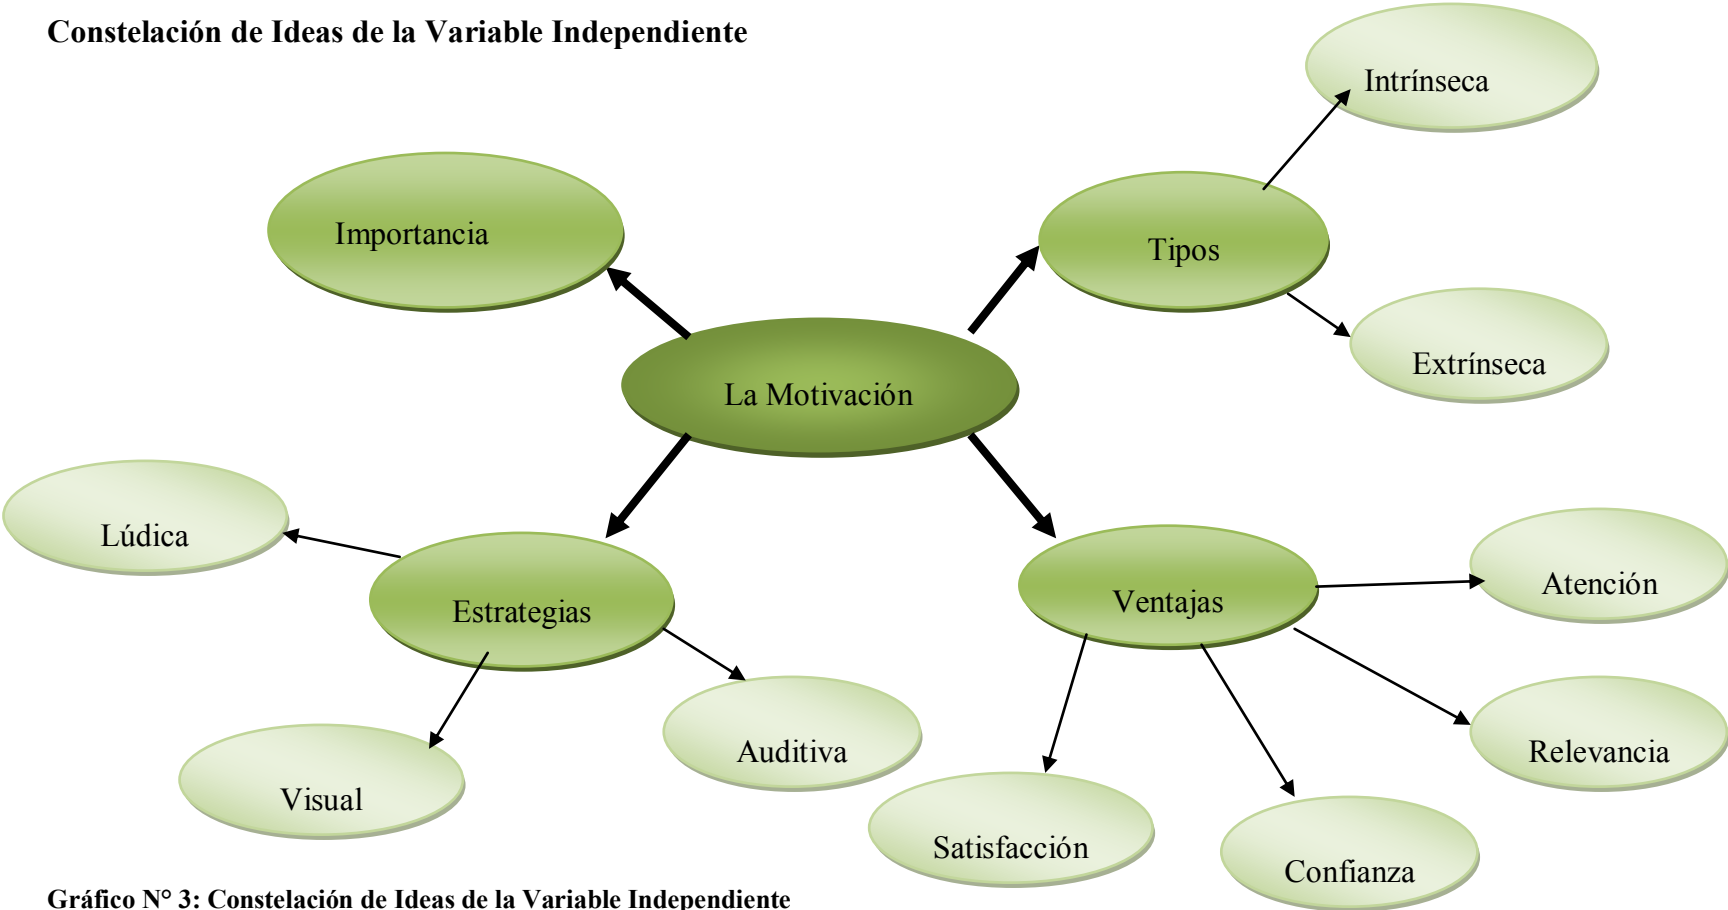 Constelación de Ideas de la Variable Independiente
Intrínseca
Importancia
Tipos
Extrínseca
La Motivación
Lúdica
Estrategias
Ventajas
Atención
Auditiva
Relevancia
Visual
Satisfacción
Confianza
Gráfico N° 3: Constelación de Ideas de la Variable Independiente